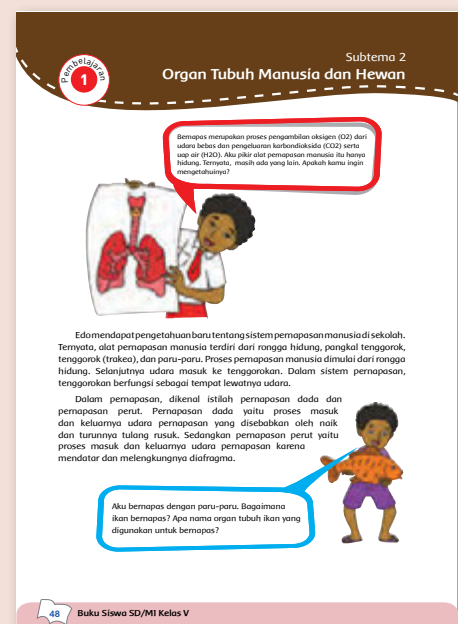 Pembelajaran
1
Subtema 2
Organ Tubuh Manusia dan Hewan
Bernapas merupakan proses pengambilan oksigen (O2) dari
udara bebas dan pengeluaran karbondioksida (CO2) serta
uap air (H2O). Aku pikir alat pernapasan manusia itu hanya
hidung. Ternyata, masih ada yang lain. Apakah kamu ingin
mengetahuinya?
Edo mendapat pengetahuan baru tentang sistem pernapasan manusia di sekolah.
Ternyata, alat pernapasan manusia terdiri dari rongga hidung, pangkal tenggorok,
tenggorok (trakea), dan paru-paru. Proses pernapasan manusia dimulai dari rongga
hidung. Selanjutnya udara masuk ke tenggorokan. Dalam sistem pernapasan,
tenggorokan berfungsi sebagai tempat lewatnya udara.
Dalam pernapasan, dikenal istilah pernapasan dada dan
pernapasan perut. Pernapasan dada yaitu proses masuk
dan keluarnya udara pernapasan yang disebabkan oleh naik
dan turunnya tulang rusuk. Sedangkan pernapasan perut yaitu
proses masuk dan keluarnya udara pernapasan karena
mendatar dan melengkungnya diafragma.
Aku bernapas dengan paru-paru. Bagaimana
ikan bernapas? Apa nama organ tubuh ikan yang
digunakan untuk bernapas?
48 Buku Siswa SD/MI Kelas V